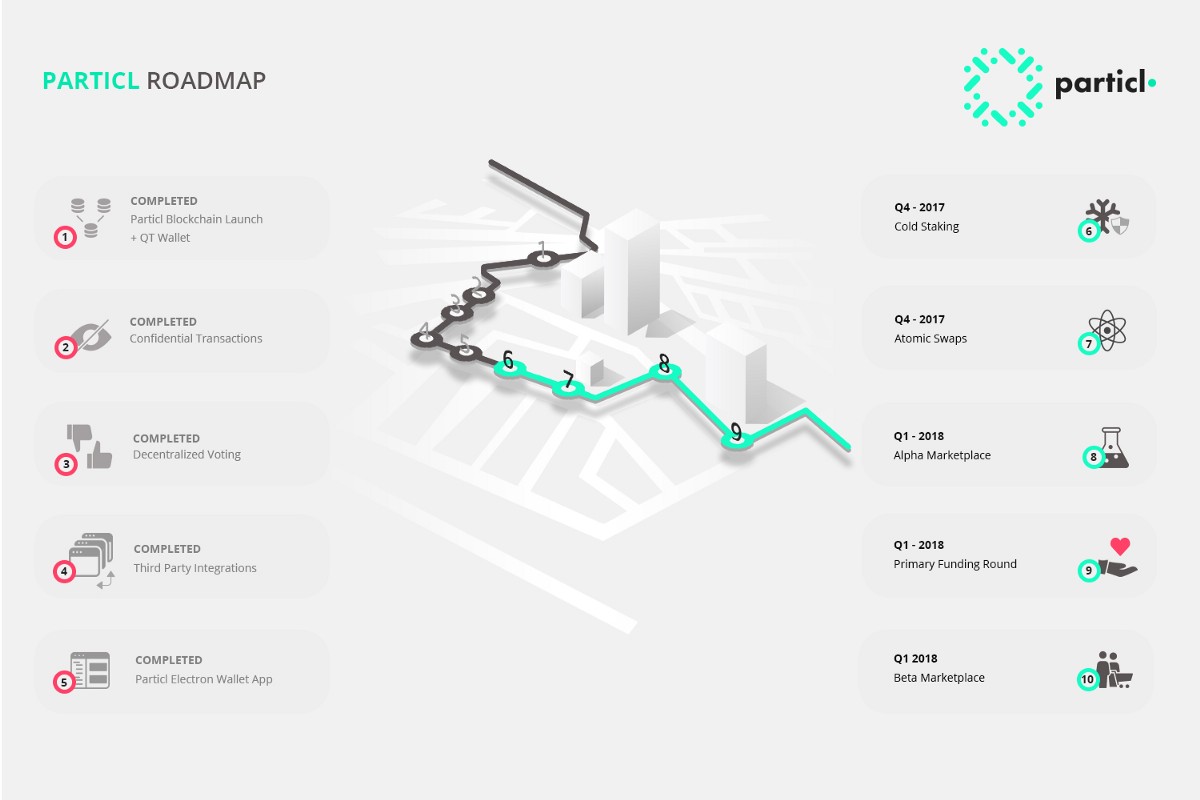 PARTICL ROADMAP
particl
COMPLETED
Particl Blockchain Launch
+ QT Wallet
1
COMPLETED
Confidential Transactions
2
COMPLETED
Decentralized Voting
3
COMPLETED
Third Party Integrations
4
COMPLETED
Particl Electron Wallet App
5
1
2
3
4
5
6
7
8
9
Q4 - 2017
Cold Staking
6
Q4 - 2017
Atomic Swaps
7
Q1 - 2018
Alpha Marketplace
8
Q1 - 2018
Primary Funding Round
9
Q1 2018
Beta Marketplace
10